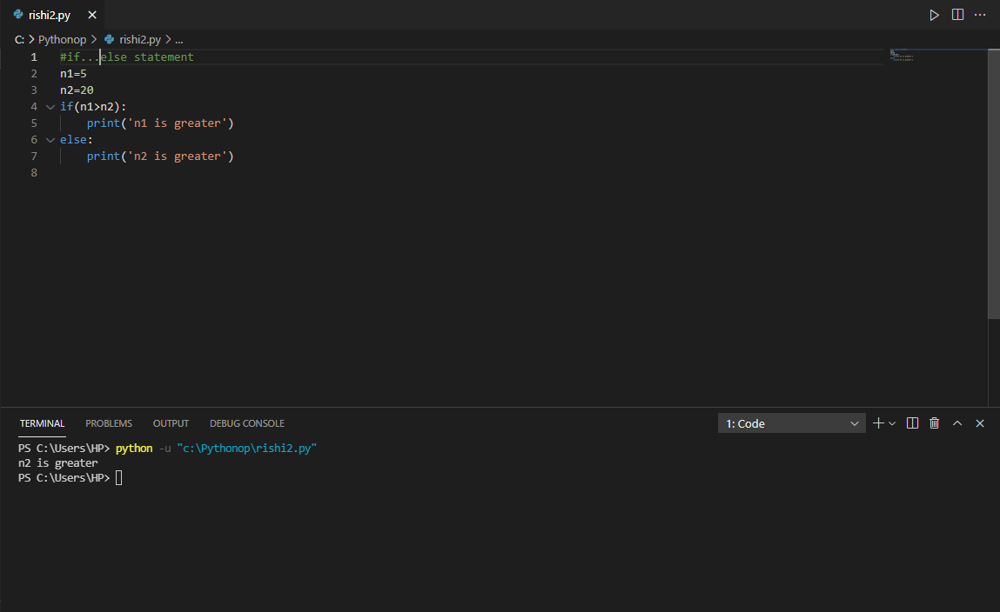 rishi2.py
C: > Pythonop > rishi2.py > ...
1 #if...else statement
2 n1=5
3 n2=20
4 if(n1>n2):
5     print('n1 is greater')
6 else:
7     print('n2 is greater')
8
TERMINAL PROBLEMS OUTPUT DEBUG CONSOLE 1: Code
PS C:\Users\HP> python -u "c:\Pythonop\rishi2.py"
n2 is greater
PS C:\Users\HP>